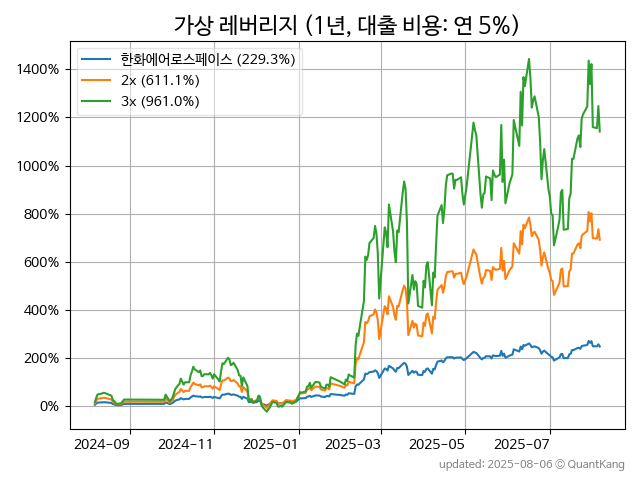 가상 레버리지 (1년, 대출 비용: 연 5%)
한화에어로스페이스 (229.3%)
2x (611.1%)
3x (961.0%)
1400%
1200%
1000%
800%
600%
400%
200%
0%
2024-09
2024-11
2025-01
2025-03
2025-05
2025-07
updated: 2025-08-06 © QuantKang